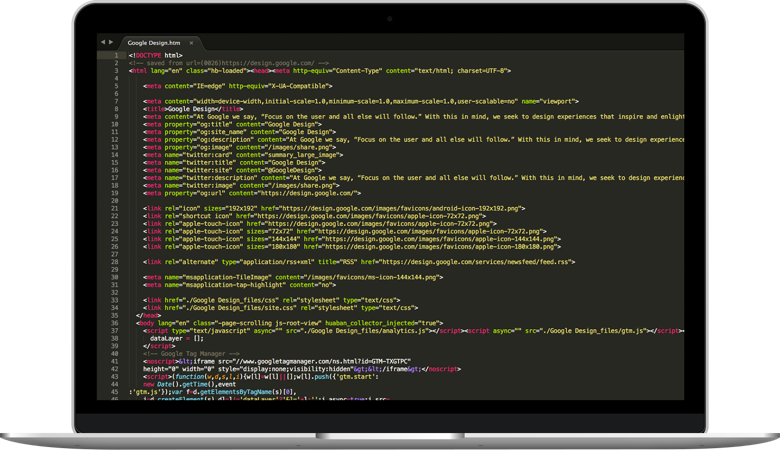 Google Design.htm ×
1 <!DOCTYPE html>
2 <!-- saved from url=(0026)https://design.google.com/ -->
3 <html lang="en" class="hb-loaded"><head><meta http-equiv="Content-Type" content="text/html; charset=UTF-8">
4
5 <meta content="IE=edge" http-equiv="X-UA-Compatible">
6
7 <meta content="width=device-width,initial-scale=1.0,minimum-scale=1.0,maximum-scale=1.0,user-scalable=no" name="viewport">
8 <title>Google Design</title>
9 <meta content="At Google we say, “Focus on the user and all else will follow.” With this in mind, we seek to design experiences that inspire and enligh
10 <meta property="og:title" content="Google Design">
11 <meta property="og:site_name" content="Google Design">
12 <meta property="og:description" content="At Google we say, “Focus on the user and all else will follow.” With this in mind, we seek to design experience
13 <meta property="og:image" content="/images/share.png">
14 <meta name="twitter:card" content="summary_large_image">
15 <meta name="twitter:title" content="Google Design">
16 <meta name="twitter:site" content="@GoogleDesign">
17 <meta name="twitter:description" content="At Google we say, “Focus on the user and all else will follow.” With this in mind, we seek to design experien
18 <meta name="twitter:image" content="/images/share.png">
19 <meta property="og:url" content="https://design.google.com/">
20
21 <link rel="icon" sizes="192x192" href="https://design.google.com/images/favicons/android-icon-192x192.png">
22 <link rel="shortcut icon" href="https://design.google.com/images/favicons/apple-icon-72x72.png">
23 <link rel="apple-touch-icon" href="https://design.google.com/images/favicons/apple-icon-72x72.png">
24 <link rel="apple-touch-icon" sizes="72x72" href="https://design.google.com/images/favicons/apple-icon-72x72.png">
25 <link rel="apple-touch-icon" sizes="144x144" href="https://design.google.com/images/favicons/apple-icon-144x144.png">
26 <link rel="apple-touch-icon" sizes="180x180" href="https://design.google.com/images/favicons/apple-icon-180x180.png">
27
28 <link rel="alternate" type="application/rss+xml" title="RSS" href="https://design.google.com/services/newsfeed/feed.rss">
29
30 <meta name="msapplication-TileImage" content="/images/favicons/ms-icon-144x144.png">
31 <meta name="msapplication-tap-highlight" content="no">
32
33 <link href="./Google Design_files/css" rel="stylesheet" type="text/css">
34 <link href="./Google Design_files/site.css" rel="stylesheet" type="text/css">
35 </head>
36 <body lang="en" class="-page-scrolling js-root-view" huaban_collector_injected="true">
37 <script type="text/javascript" async="" src="./Google Design_files/analytics.js"></script><script async="" src="./Google Design_files/gtm.js"></script><
38 dataLayer = [];
39 </script>
40 <!-- Google Tag Manager -->
41 <noscript>&lt;iframe src="//www.googletagmanager.com/ns.html?id=GTM-TXGTPC"
42 height="0" width="0" style="display:none;visibility:hidden"&gt;&lt;/iframe&gt;</noscript>
43 <script>(function(w,d,s,l,i){w[l]=w[l]||[];w[l].push({'gtm.start':
44 new Date().getTime(),event
45 :'gtm.js'});var f=d.getElementsByTagName(s)[0],
46